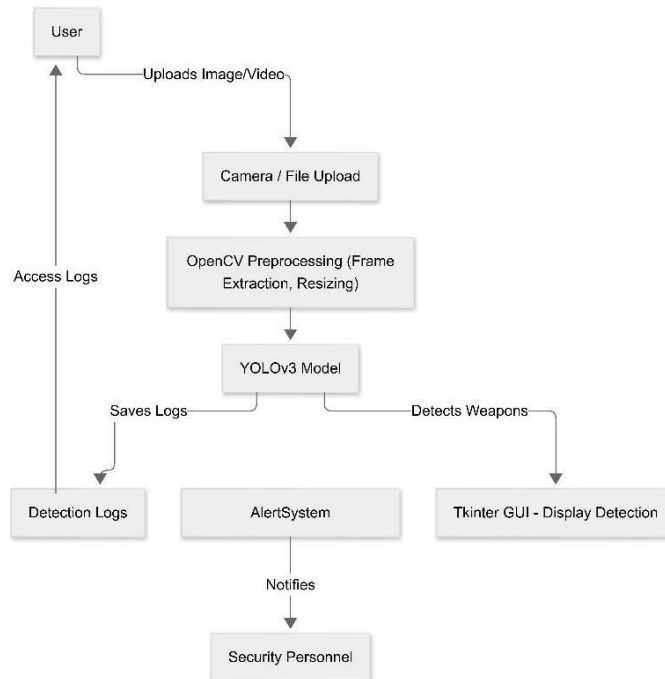 User
Uploads Image/Video
Camera / File Upload
OpenCV Preprocessing (Frame
Extraction, Resizing)
Access Logs
YOLOv3 Model
Saves Logs
Detects Weapons
Detection Logs
AlertSystem
Tkinter GUI - Display Detection
Notifies
Security Personnel